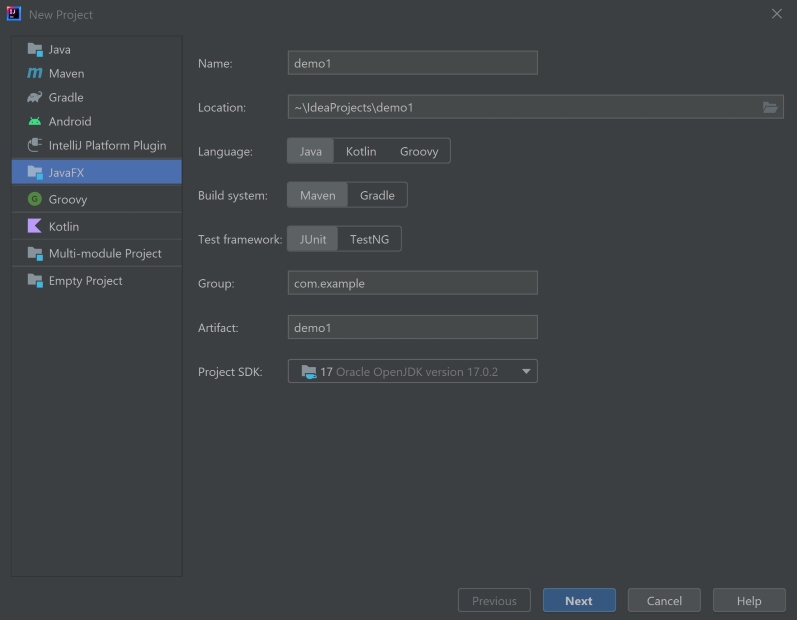 New Project
Java
Maven
Gradle
Android
IntelliJ Platform Plugin
JavaFX
Groovy
Kotlin
Multi-module Project
Empty Project
Name: demo1
Location: ~\IdeaProjects\demo1
Language: Java Kotlin Groovy
Build system: Maven Gradle
Test framework: JUnit TestNG
Group: com.example
Artifact: demo1
Project SDK: 17 Oracle OpenJDK version 17.0.2
Previous Next Cancel Help